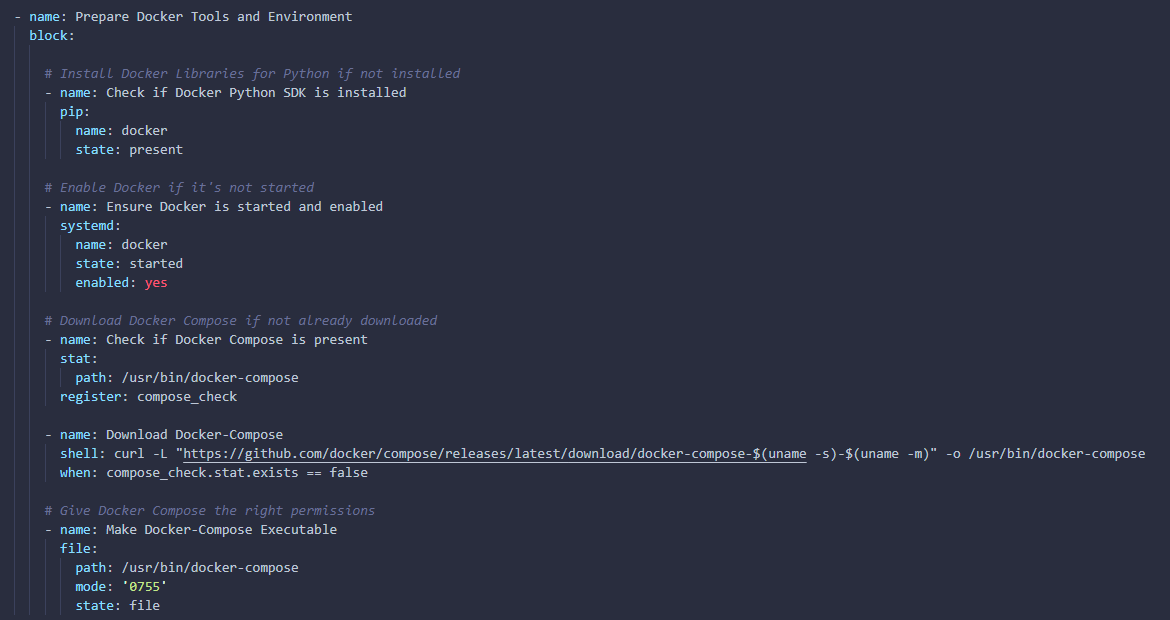 - name: Prepare Docker Tools and Environment
  block:

    # Install Docker Libraries for Python if not installed
    - name: Check if Docker Python SDK is installed
      pip:
        name: docker
        state: present

    # Enable Docker if it's not started
    - name: Ensure Docker is started and enabled
      systemd:
        name: docker
        state: started
        enabled: yes

    # Download Docker Compose if not already downloaded
    - name: Check if Docker Compose is present
      stat:
        path: /usr/bin/docker-compose
      register: compose_check

    - name: Download Docker-Compose
      shell: curl -L "https://github.com/docker/compose/releases/latest/download/docker-compose-$(uname -s)-$(uname -m)" -o /usr/bin/docker-compose
      when: compose_check.stat.exists == false

    # Give Docker Compose the right permissions
    - name: Make Docker-Compose Executable
      file:
        path: /usr/bin/docker-compose
        mode: '0755'
        state: file